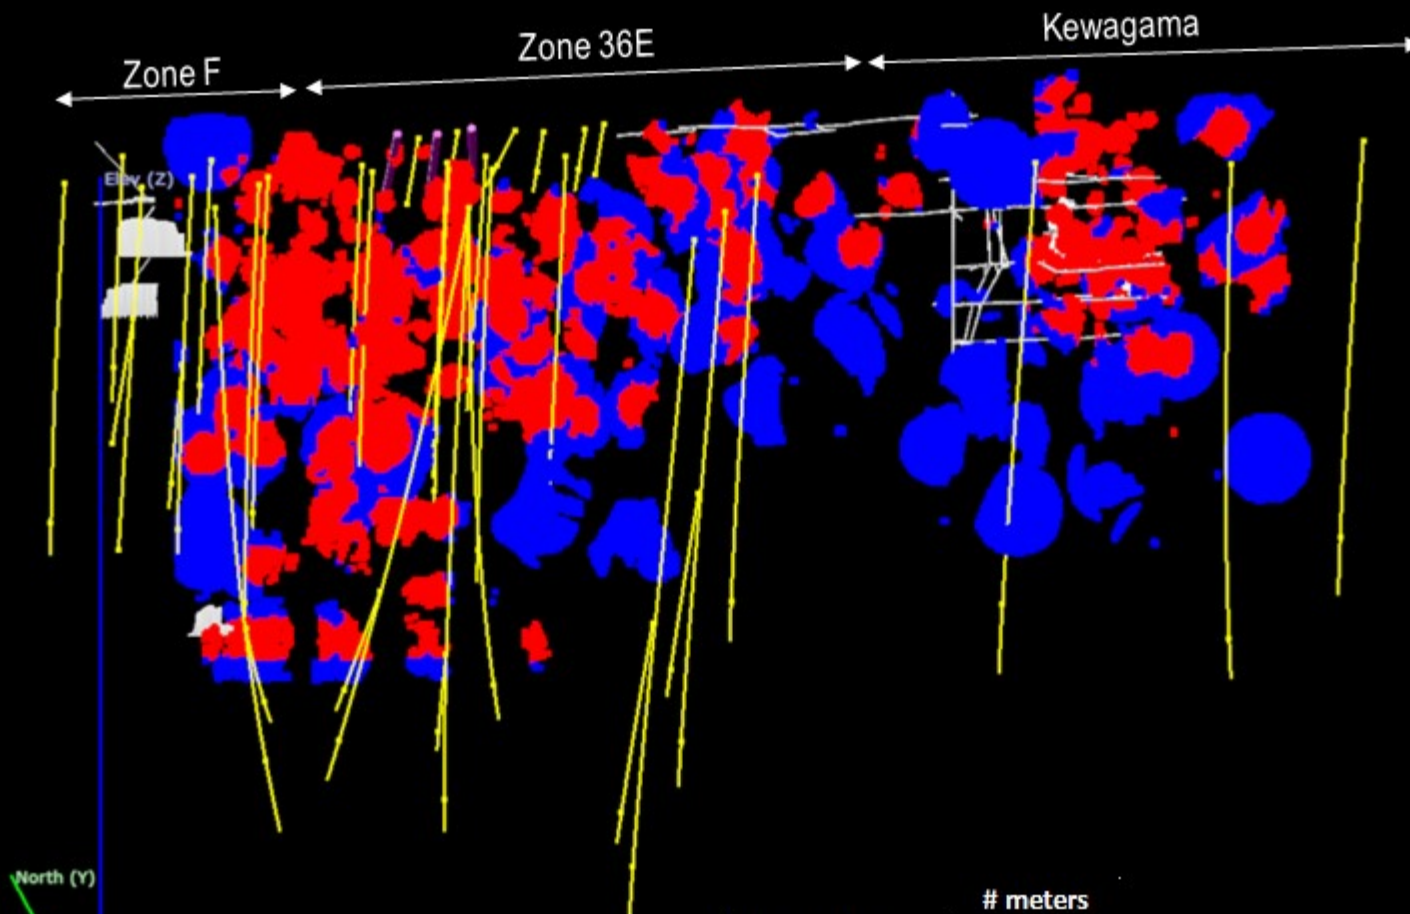 Zone F
Zone 36E
Kewagama
Elev (Z)
North (Y)
# meters